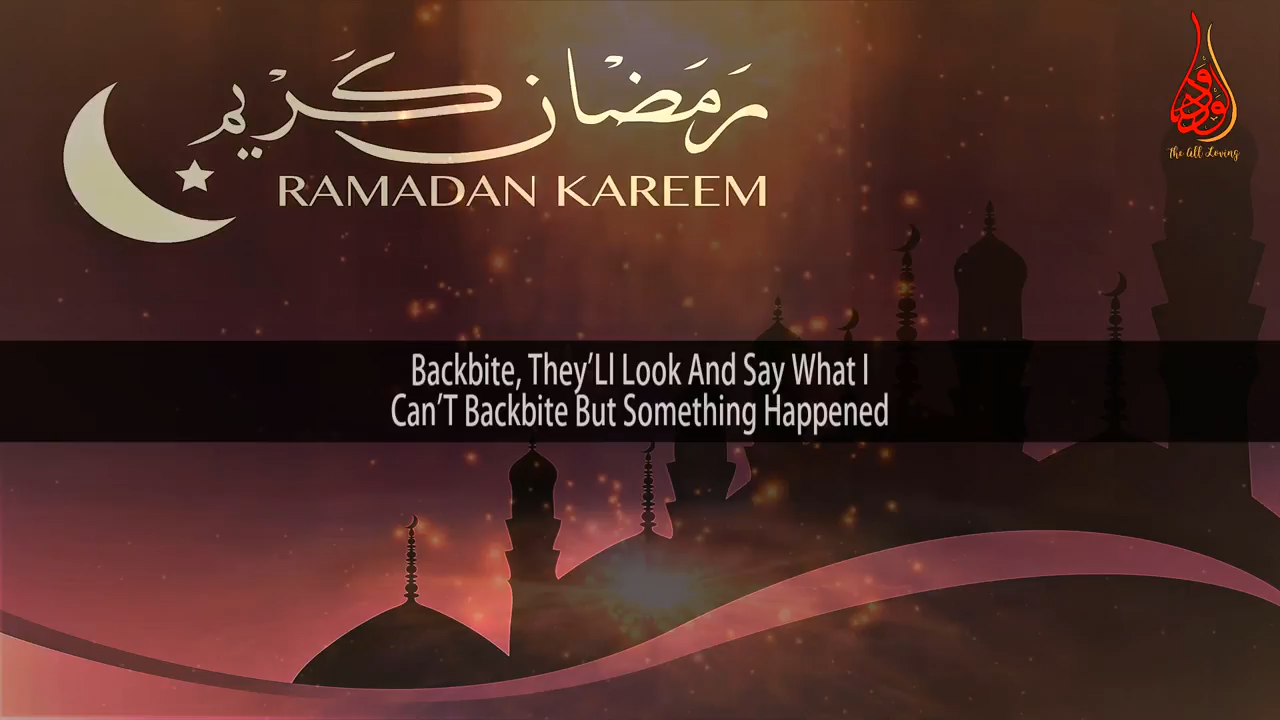 رَمَضَان كَرْيم
RAMADAN KAREEM
الودود
The All Loving
Backbite, They’Ll Look And Say What I
Can’T Backbite But Something Happened